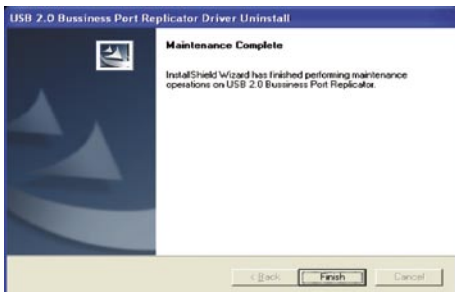 USB 2.0 Bussiness Port Replicator Driver Uninstall
Maintenance Complete
InstallShield Wizard has finished performing maintenance
operations on USB 2.0 Bussiness Port Replicator.
< Back
Finish
Cancel